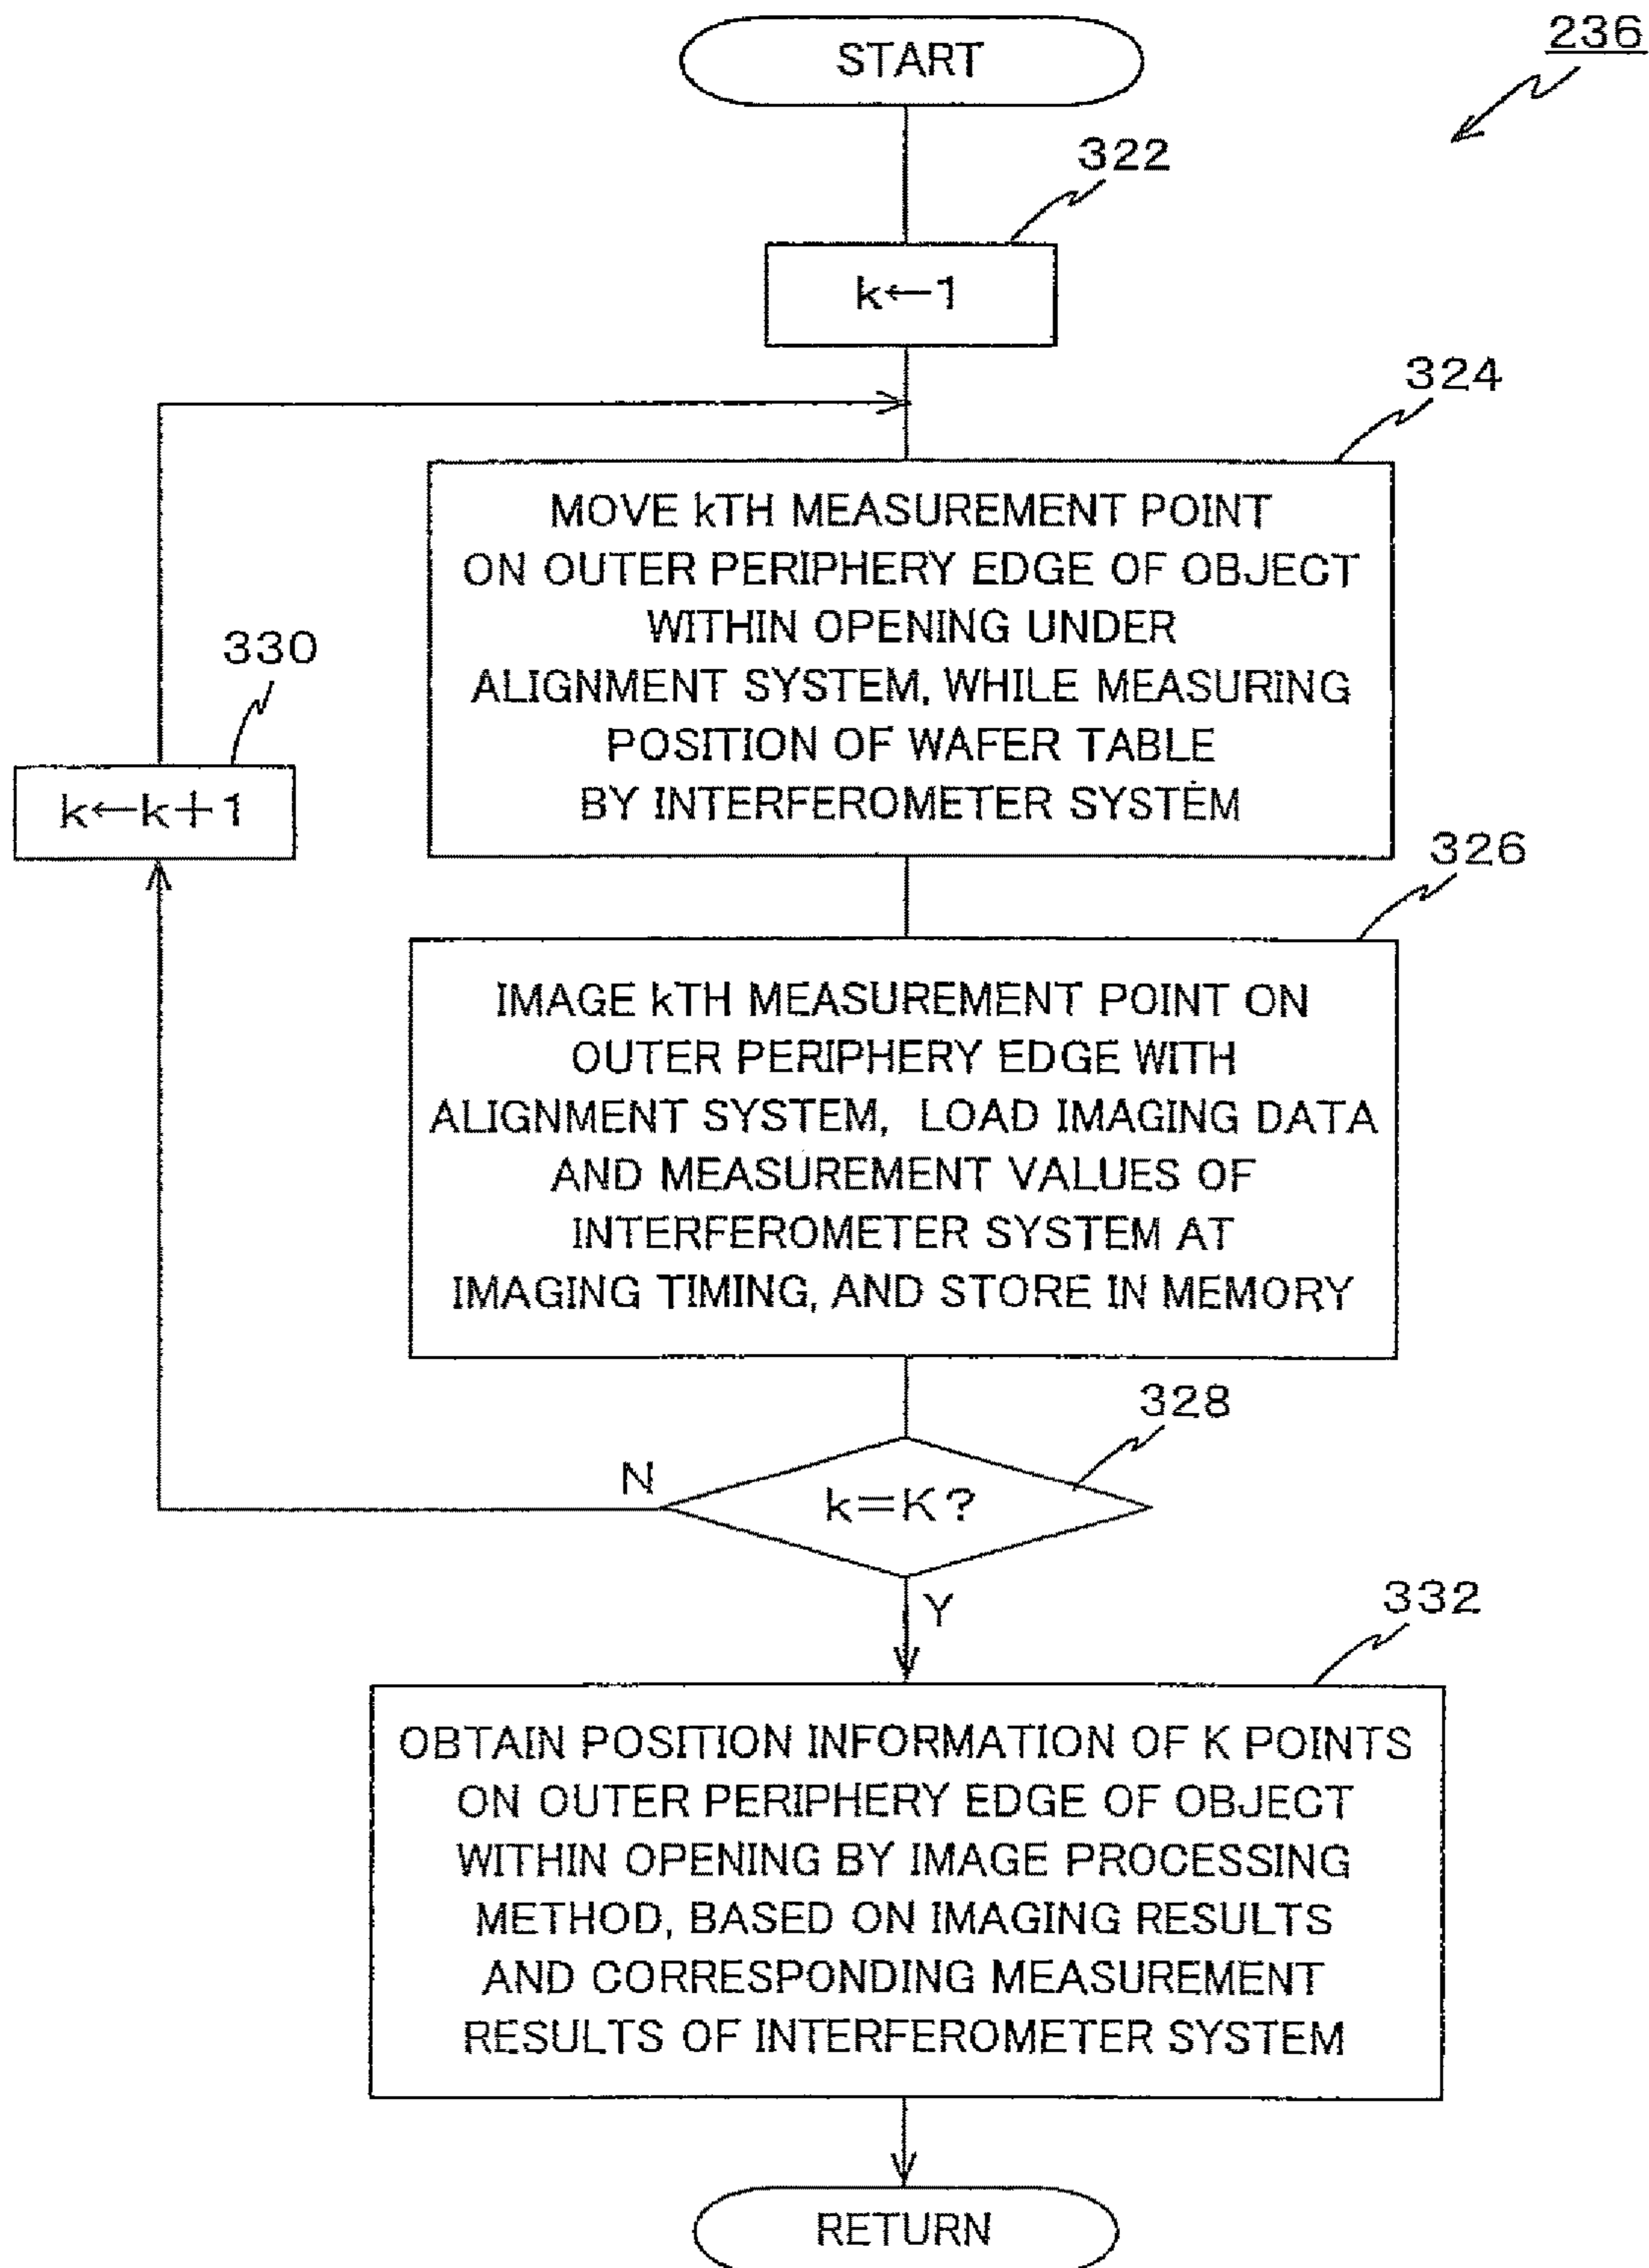 236
START
322
k←1
324
MOVE kTH MEASUREMENT POINT
ON OUTER PERIPHERY EDGE OF OBJECT
WITHIN OPENING UNDER
ALIGNMENT SYSTEM, WHILE MEASURING
POSITION OF WAFER TABLE
BY INTERFEROMETER SYSTEM
330
k←k+1
326
IMAGE kTH MEASUREMENT POINT ON
OUTER PERIPHERY EDGE WITH
ALIGNMENT SYSTEM, LOAD IMAGING DATA
AND MEASUREMENT VALUES OF
INTERFEROMETER SYSTEM AT
IMAGING TIMING, AND STORE IN MEMORY
328
N
k=K?
Y
332
OBTAIN POSITION INFORMATION OF K POINTS
ON OUTER PERIPHERY EDGE OF OBJECT
WITHIN OPENING BY IMAGE PROCESSING
METHOD, BASED ON IMAGING RESULTS
AND CORRESPONDING MEASUREMENT
RESULTS OF INTERFEROMETER SYSTEM
RETURN